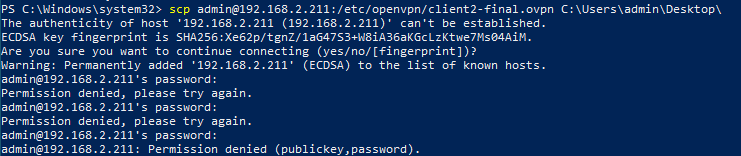 PS C:\Windows\system32> scp admin@192.168.2.211:/etc/openvpn/client2-final.ovpn C:\Users\admin\Desktop\
The authenticity of host '192.168.2.211 (192.168.2.211)' can't be established.
ECDSA key fingerprint is SHA256:Xe62p/tgnZ/1aG47S3+W8iA36aKGcLzKtwe7Ms04AiM.
Are you sure you want to continue connecting (yes/no/[fingerprint])?
Warning: Permanently added '192.168.2.211' (ECDSA) to the list of known hosts.
admin@192.168.2.211's password:
Permission denied, please try again.
admin@192.168.2.211's password:
Permission denied, please try again.
admin@192.168.2.211's password:
admin@192.168.2.211: Permission denied (publickey,password).